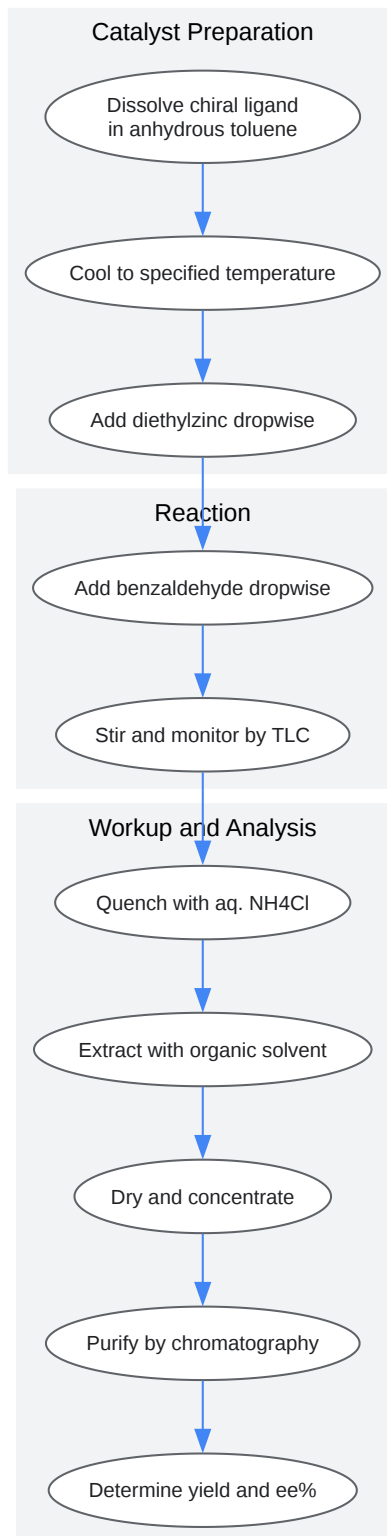 Catalyst Preparation
Dissolve chiral ligand
in anhydrous toluene
Cool to specified temperature
Add diethylzinc dropwise
Reaction
Add benzaldehyde dropwise
Stir and monitor by TLC
Workup and Analysis
Quench with aq. NH4Cl
Extract with organic solvent
Dry and concentrate
Purify by chromatography
Determine yield and ee%